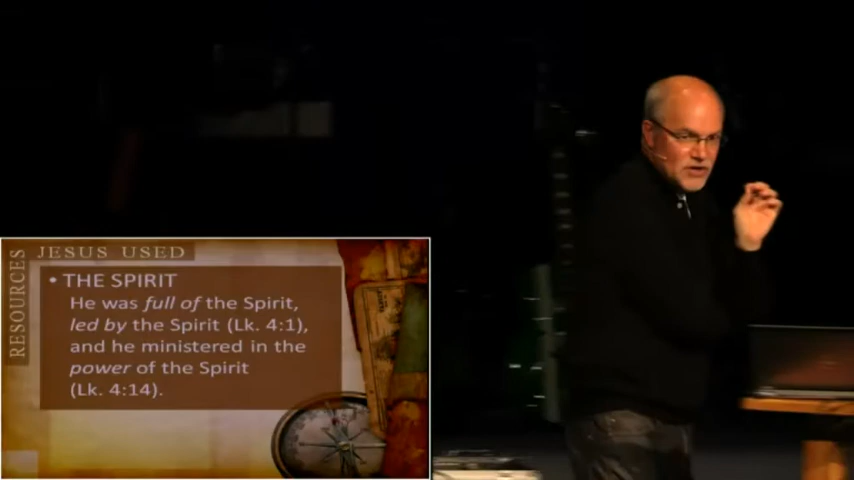 RESOURCES
JESUS USED
• THE SPIRIT
He was full of the Spirit,
led by the Spirit (Lk. 4:1),
and he ministered in the
power of the Spirit
(Lk. 4:14).